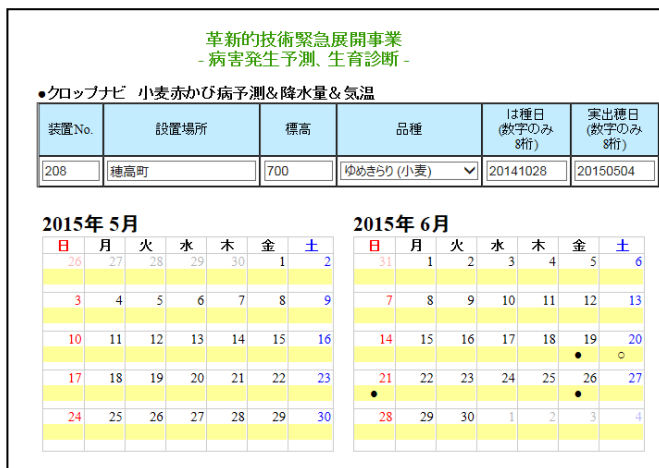 革新的技術緊急展開事業
- 病害発生予測、生育診断 -
●クロップナビ 小麦赤かび病予測&降水量&気温
装置No. 設置場所 標高 品種 は種日(数字のみ8桁) 実出穂日(数字のみ8桁)
208 穂高町 700 ゆめきらり (小麦) 20141028 20150504
2015年 5月
日 月 火 水 木 金 土
26 27 28 29 30 1 2
3 4 5 6 7 8 9
10 11 12 13 14 15 16
17 18 19 20 21 22 23
24 25 26 27 28 29 30
2015年 6月
日 月 火 水 木 金 土
31 1 2 3 4 5 6
7 8 9 10 11 12 13
14 15 16 17 18 19 20
● ○
21 22 23 24 25 26 27
● ●
28 29 30 1 2 3 4